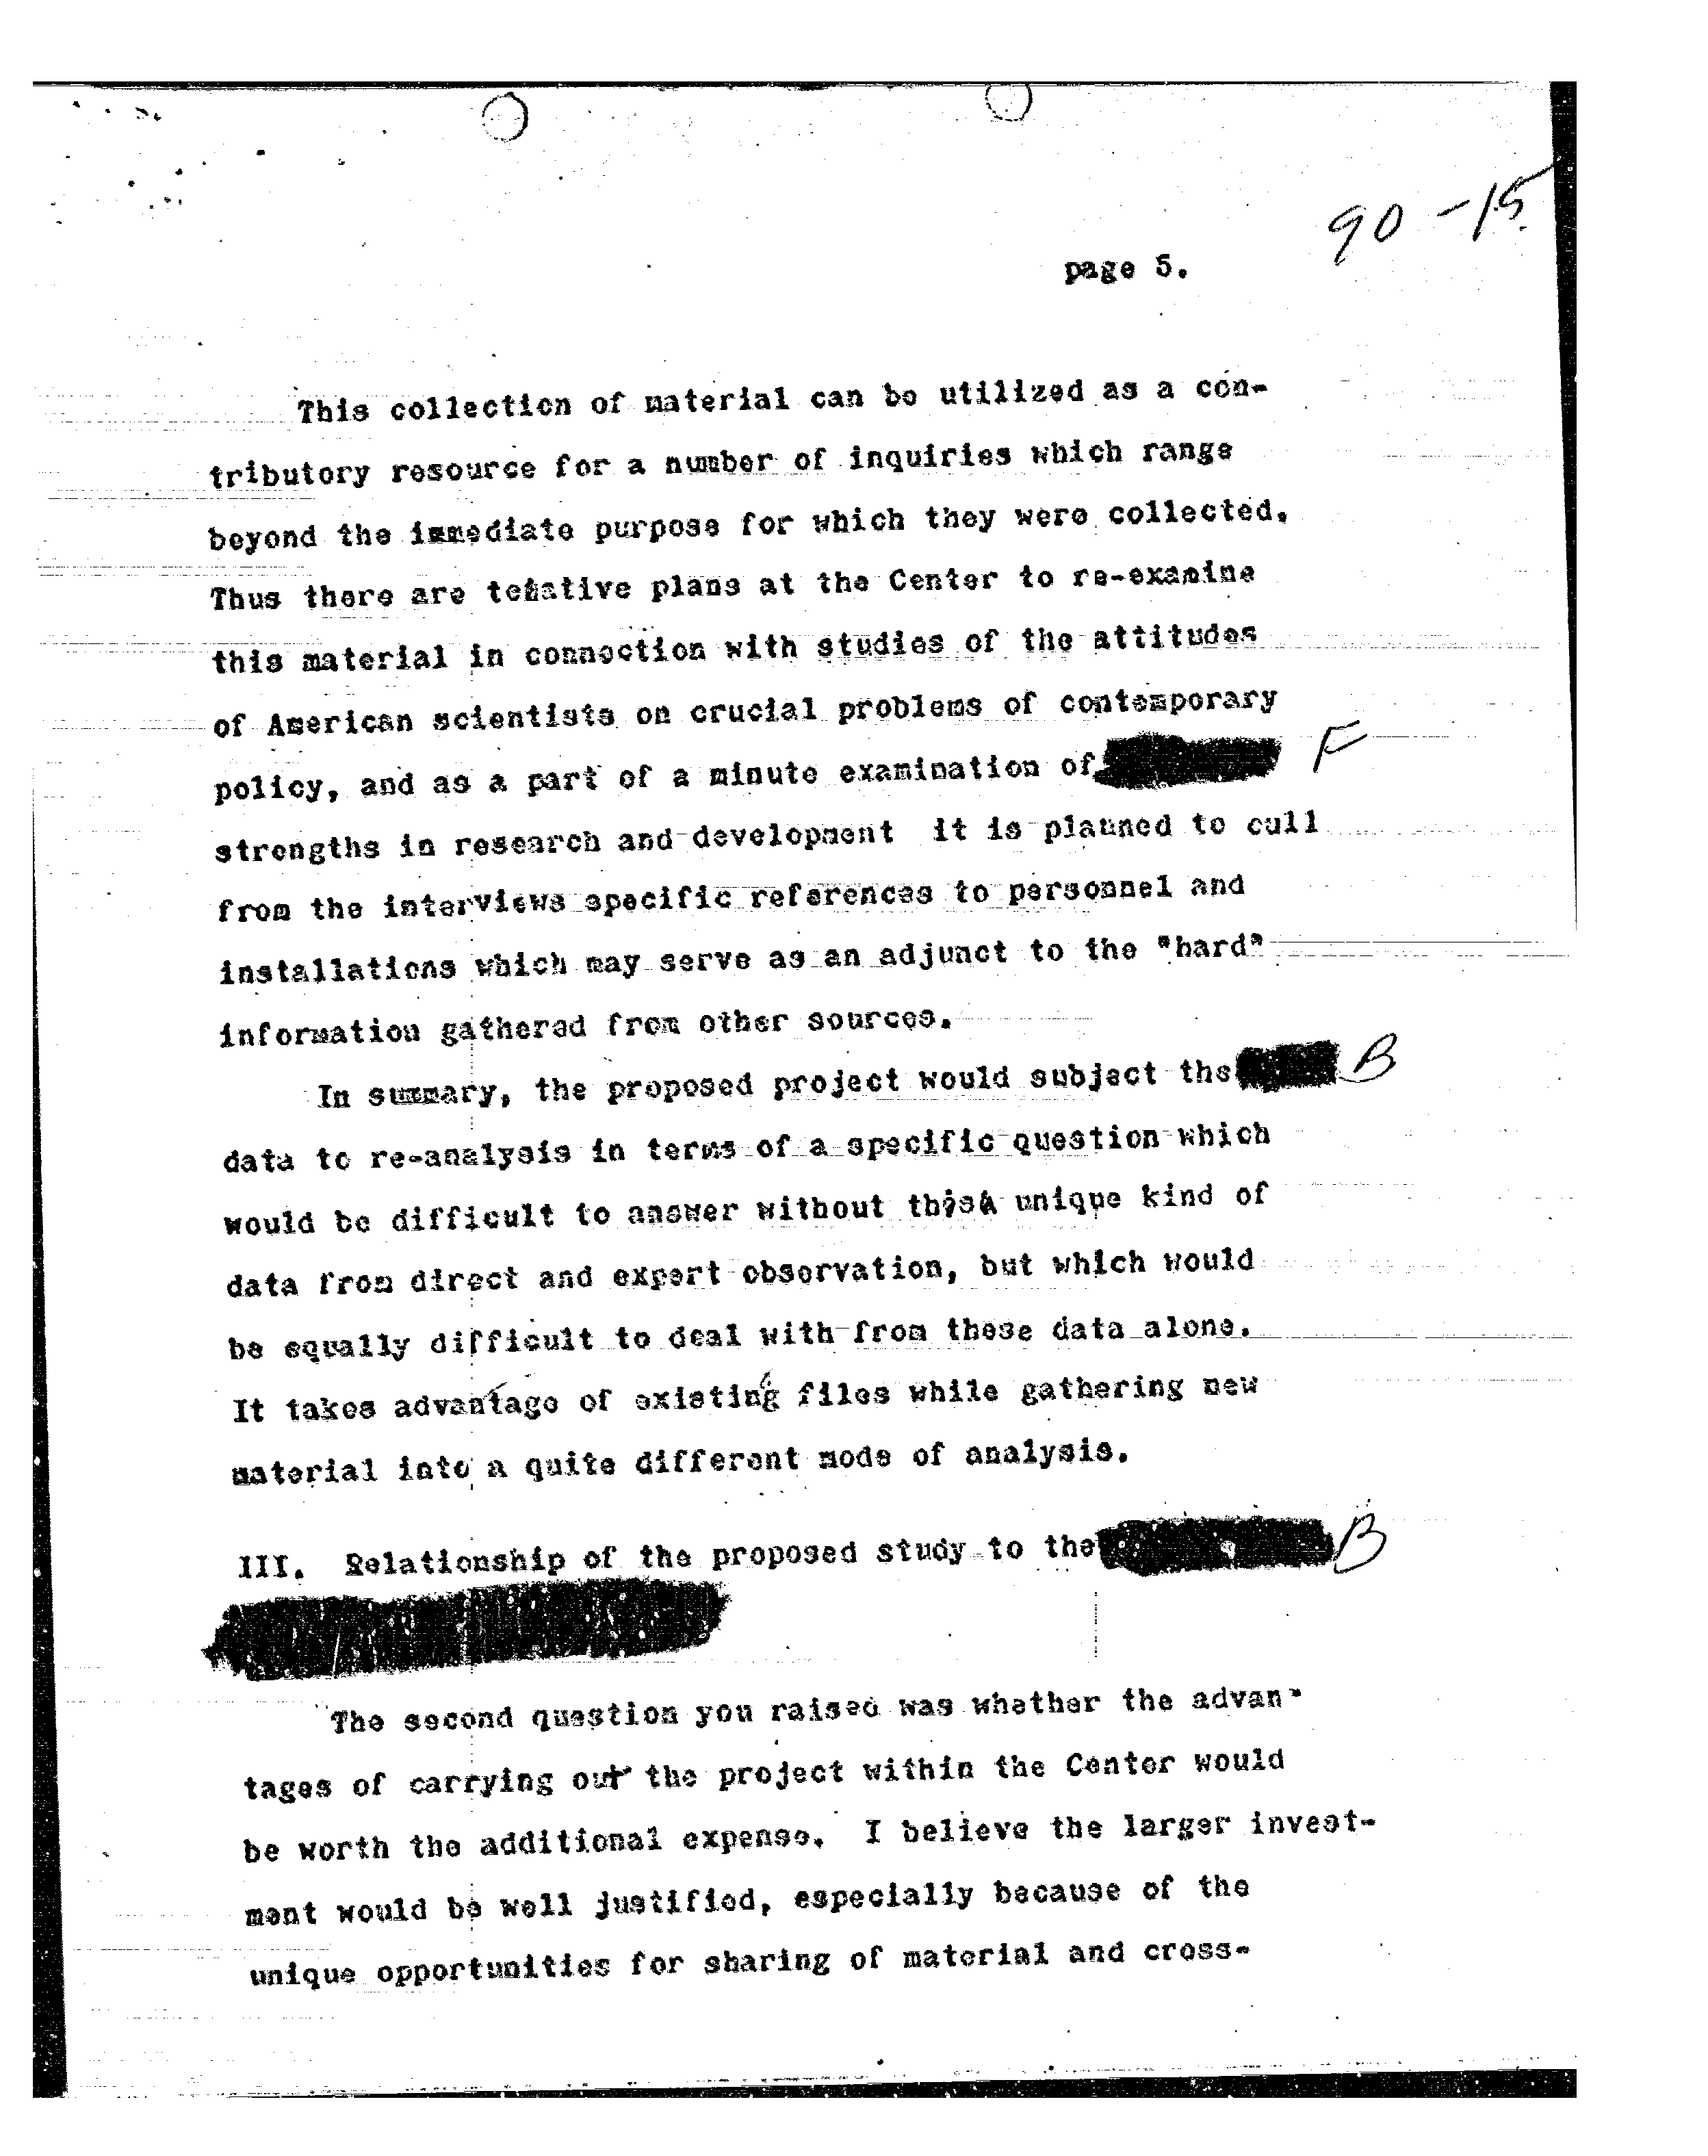 90-15
page 5.
This collection of material can be utilized as a con-
tributory resource for a number of inquiries which range
beyond the immediate purpose for which they were collected.
Thus there are tentative plans at the Center to re-examine
this material in connection with studies of the attitudes
of American scientists on crucial problems of contemporary
policy, and as a part of a minute examination of F
strengths in research and development it is planned to cull
from the interviews specific references to personnel and
installations which may serve as an adjunct to the "hard"
information gathered from other sources.
In summary, the proposed project would subject the B
data to re-analysis in terms of a specific question which
would be difficult to answer without this unique kind of
data from direct and expert observation, but which would
be equally difficult to deal with from these data alone.
It takes advantage of existing files while gathering new
material into a quite different mode of analysis.
III. Relationship of the proposed study to the B
The second question you raised was whether the advan-
tages of carrying out the project within the Center would
be worth the additional expense. I believe the larger invest-
ment would be well justified, especially because of the
unique opportunities for sharing of material and cross-